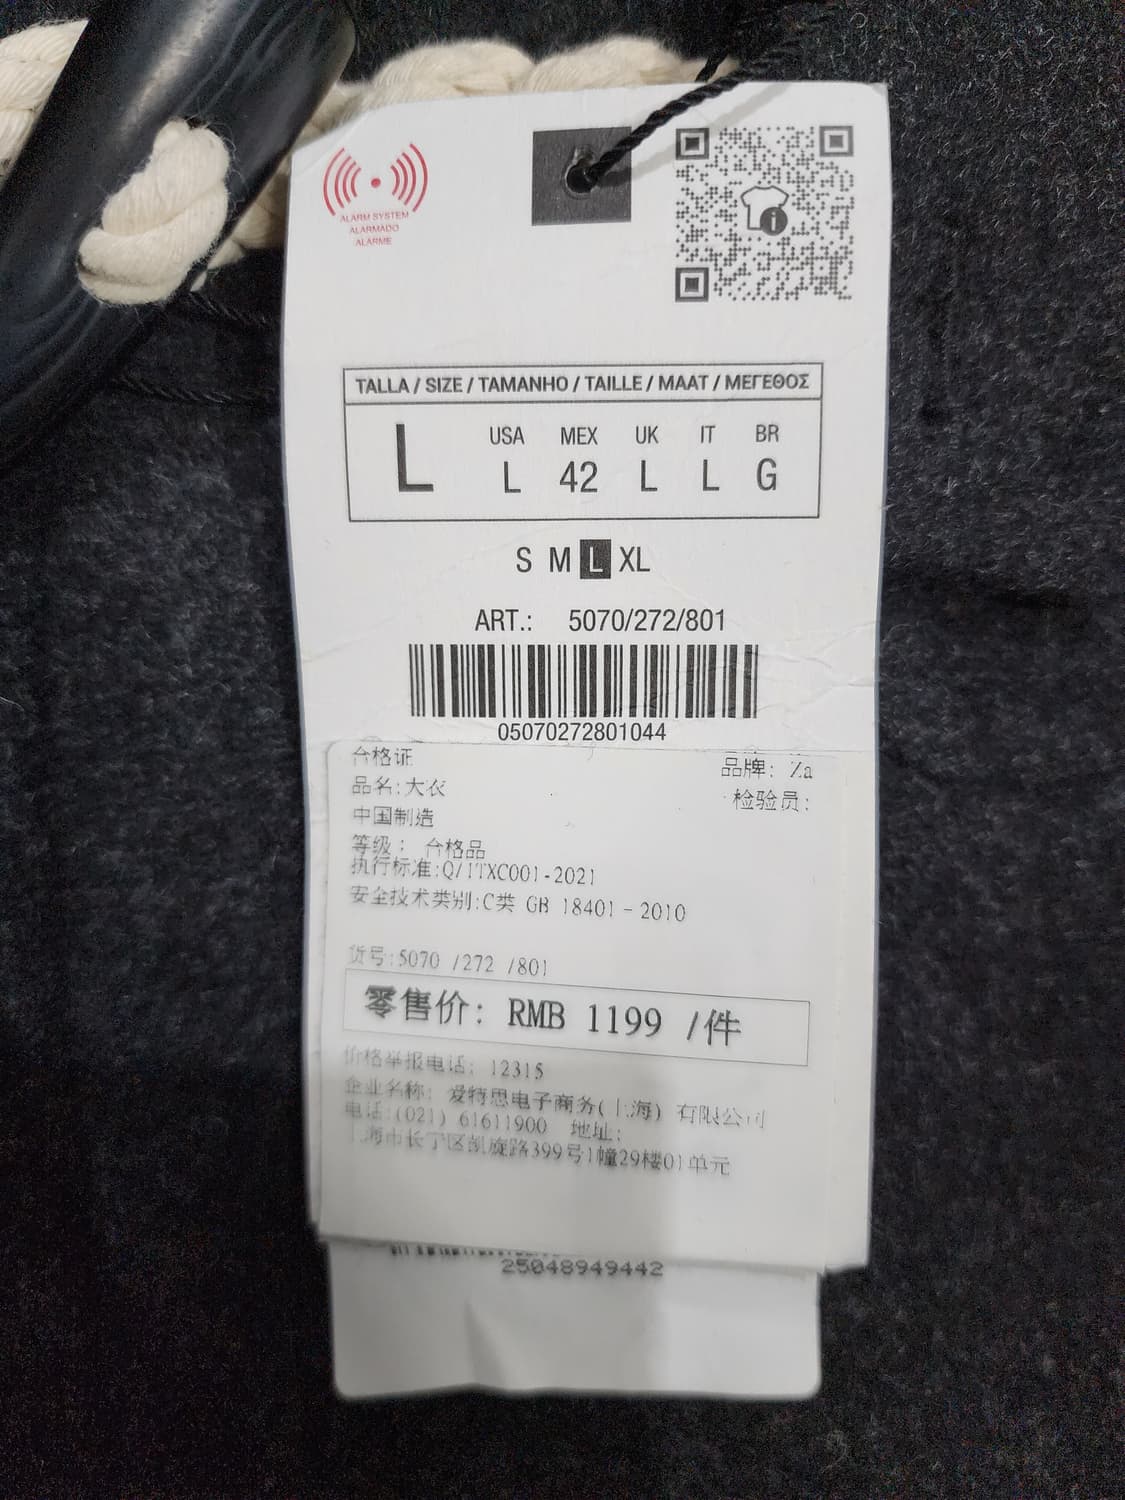 ALARM SYSTEM
ALARMADO
ALARME
TALLA / SIZE / TAMANHO / TAILLE / MAAT / ΜΕΓΕΘΟΣ
L USA MEX UK IT BR
L 42 L L G
S M L XL
ART.: 5070/272/801
05070272801044
合格证
品牌: Za
品名:大衣
检验员:
中国制造
等级: 合格品
执行标准:Q/ITXC001-2021
安全技术类别:C类 GB 18401-2010
货号:5070 /272 /801
零售价: RMB 1199 /件
价格举报电话: 12315
企业名称: 爱特思电子商务(上海) 有限公司
电话:(021) 61611900 地址:
上海市长宁区凯旋路399号1幢29楼01单元
25048949442